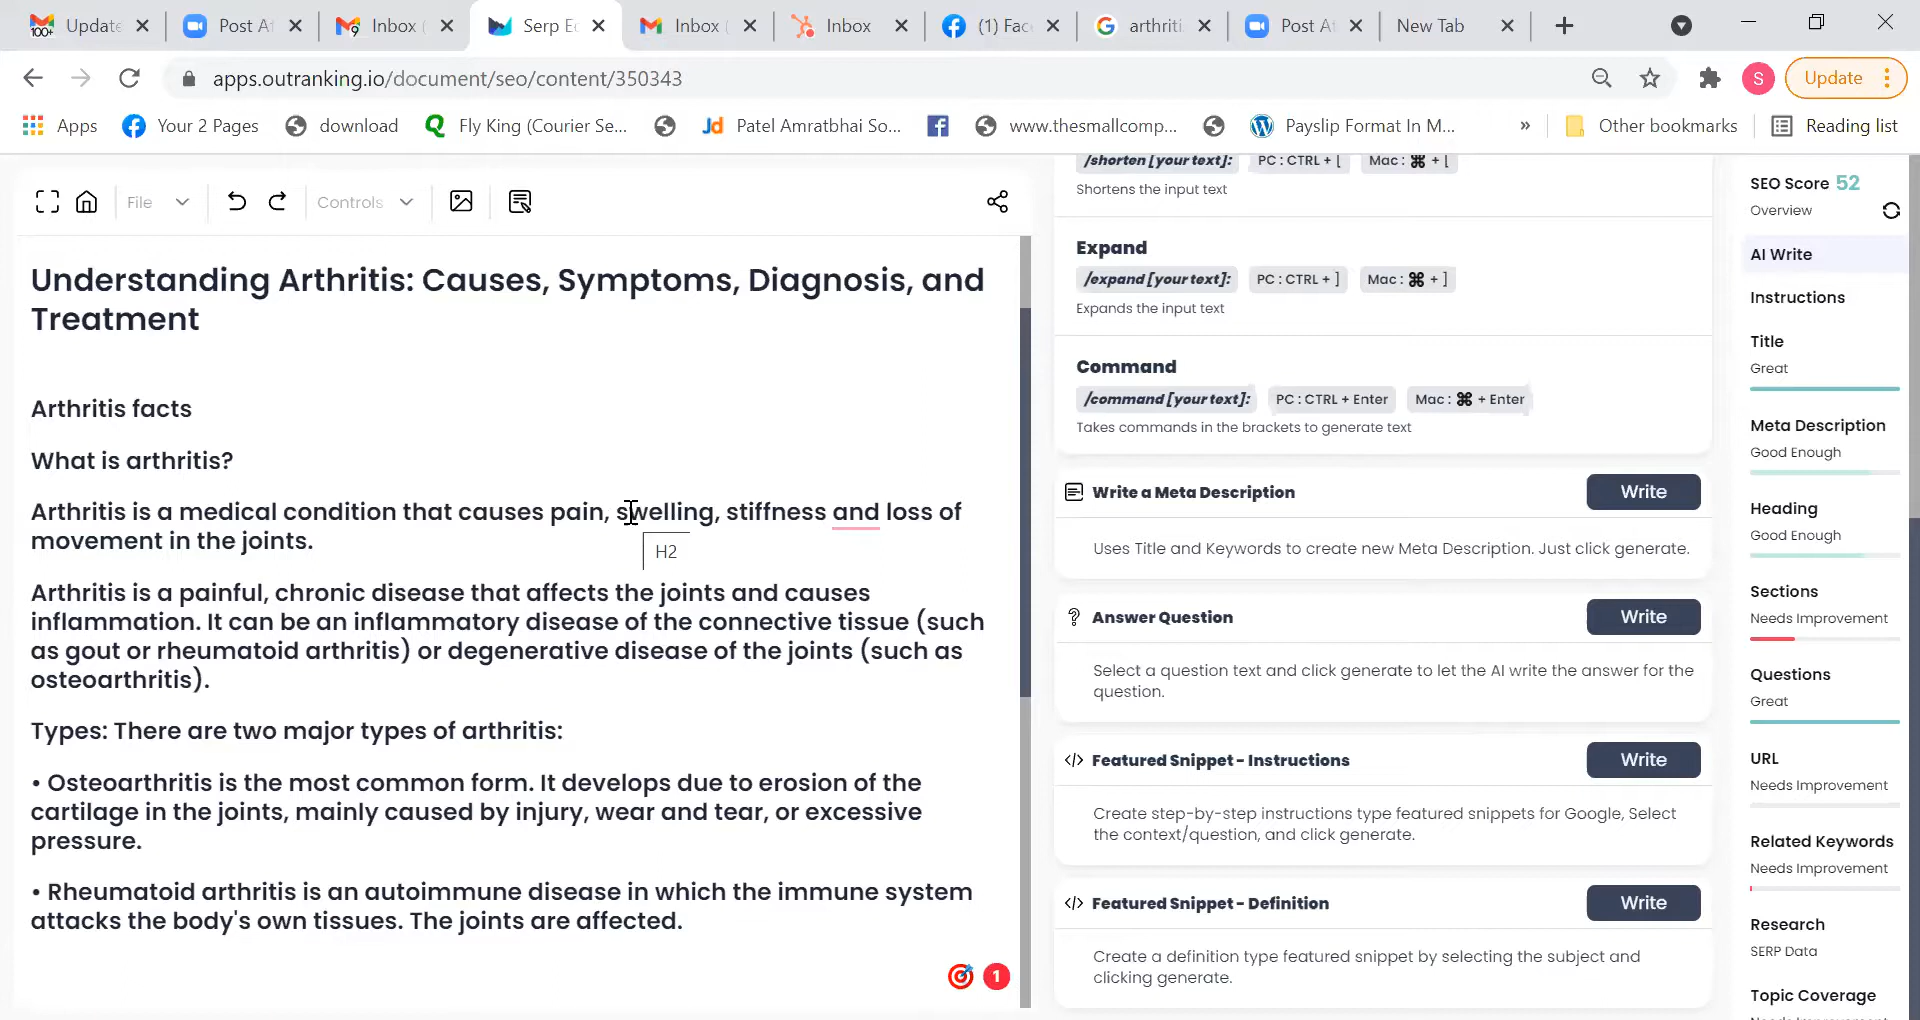 100+
Update
Post At
9
Inbox (
Serp Ec
Inbox (
Inbox
(1) Fac
arthriti
Post At
New Tab
apps.outranking.io/document/seo/content/350343
S
Update
Apps
Your 2 Pages
download
Fly King (Courier Se...
Patel Amratbhai So...
www.thesmallcomp...
Payslip Format In M...
»
Other bookmarks
Reading list
File
Controls
Understanding Arthritis: Causes, Symptoms, Diagnosis, and
Treatment
Arthritis facts
What is arthritis?
Arthritis is a medical condition that causes pain, swelling, stiffness and loss of
movement in the joints.
H2
Arthritis is a painful, chronic disease that affects the joints and causes
inflammation. It can be an inflammatory disease of the connective tissue (such
as gout or rheumatoid arthritis) or degenerative disease of the joints (such as
osteoarthritis).
Types: There are two major types of arthritis:
• Osteoarthritis is the most common form. It develops due to erosion of the
cartilage in the joints, mainly caused by injury, wear and tear, or excessive
pressure.
• Rheumatoid arthritis is an autoimmune disease in which the immune system
attacks the body's own tissues. The joints are affected.
1
/shorten [your text]:
PC : CTRL + [
Mac : ⌘ + [
Shortens the input text
Expand
/expand [your text]:
PC : CTRL + ]
Mac : ⌘ + ]
Expands the input text
Command
/command [your text]:
PC : CTRL + Enter
Mac : ⌘ + Enter
Takes commands in the brackets to generate text
Write a Meta Description
Write
Uses Title and Keywords to create new Meta Description. Just click generate.
Answer Question
Write
Select a question text and click generate to let the AI write the answer for the
question.
Featured Snippet - Instructions
Write
Create step-by-step instructions type featured snippets for Google, Select
the context/question, and click generate.
Featured Snippet - Definition
Write
Create a definition type featured snippet by selecting the subject and
clicking generate.
SEO Score 52
Overview
AI Write
Instructions
Title
Great
Meta Description
Good Enough
Heading
Good Enough
Sections
Needs Improvement
Questions
Great
URL
Needs Improvement
Related Keywords
Needs Improvement
Research
SERP Data
Topic Coverage